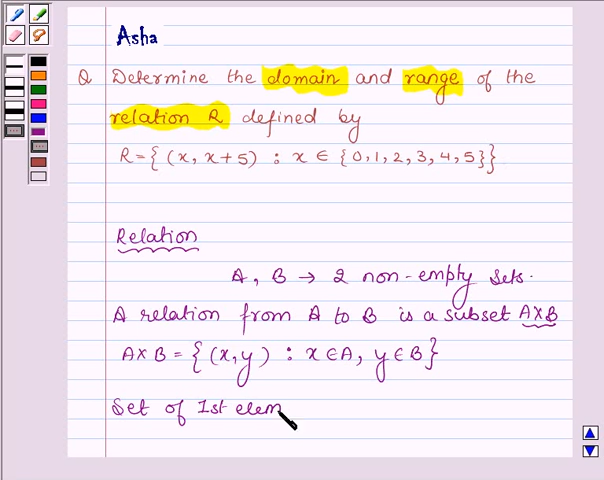 Asha
Q Determine the domain and range of the
relation R defined by
R = { (x, x+5) : x ∈ {0,1,2,3,4,5}}
Relation
A, B → 2 non-empty sets.
A relation from A to B is a subset A×B
A×B = { (x,y) : x∈A, y∈B}
Set of 1st elem